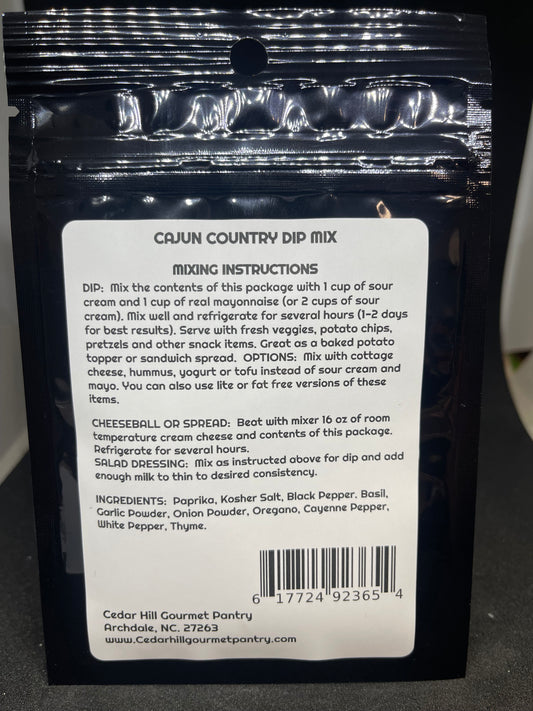 CAJUN COUNTRY DIP MIX
MIXING INSTRUCTIONS
DIP: Mix the contents of this package with 1 cup of sour
cream and 1 cup of real mayonnaise (or 2 cups of sour
cream). Mix well and refrigerate for several hours (1-2 days
for best results). Serve with fresh veggies, potato chips,
pretzels and other snack items. Great as a baked potato
topper or sandwich spread. OPTIONS: Mix with cottage
cheese, hummus, yogurt or tofu instead of sour cream and
mayo. You can also use lite or fat free versions of these
items.
CHEESEBALL OR SPREAD: Beat with mixer 16 oz of room
temperature cream cheese and contents of this package.
Refrigerate for several hours.
SALAD DRESSING: Mix as instructed above for dip and add
enough milk to thin to desired consistency.
INGREDIENTS: Paprika, Kosher Salt, Black Pepper. Basil,
Garlic Powder, Onion Powder, Oregano, Cayenne Pepper,
White Pepper, Thyme.
6 17724 92365 4
Cedar Hill Gourmet Pantry
Archdale, NC. 27263
www.Cedarhillgourmetpantry.com